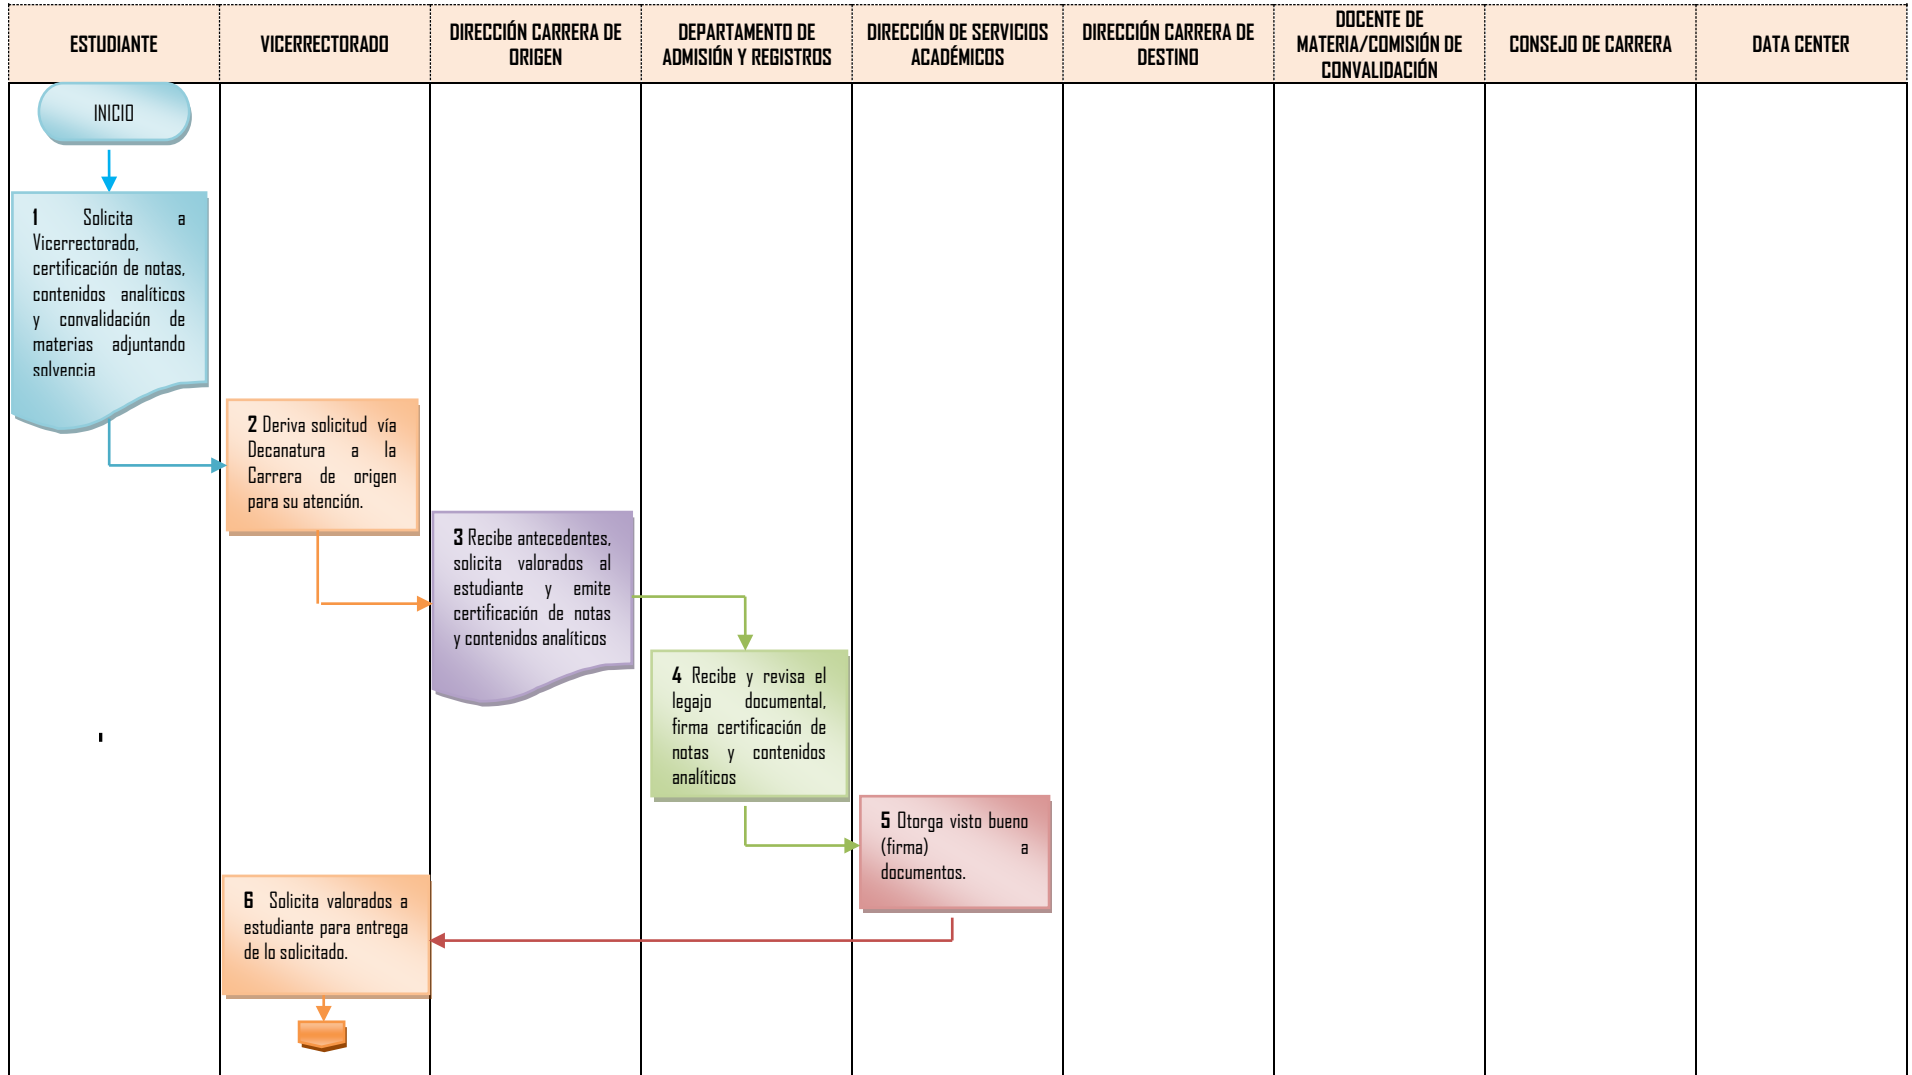 ESTUDIANTE
VICERRECTORADO
DIRECCIÓN CARRERA DE
ORIGEN
DEPARTAMENTO DE
ADMISIÓN Y REGISTROS
DIRECCIÓN DE SERVICIOS
ACADÉMICOS
DIRECCIÓN CARRERA DE
DESTINO
DOCENTE DE
MATERIA/COMISIÓN DE
CONVALIDACIÓN
CONSEJO DE CARRERA
DATA CENTER
INICIO
1 Solicita a
Vicerrectorado,
certificación de notas,
contenidos analíticos
y convalidación de
materias adjuntando
solvencia
2 Deriva solicitud vía
Decanatura a la
Carrera de origen
para su atención.
3 Recibe antecedentes,
solicita valorados al
estudiante y emite
certificación de notas
y contenidos analíticos
4 Recibe y revisa el
legajo documental,
firma certificación de
notas y contenidos
analíticos
5 Otorga visto bueno
(firma) a
documentos.
6 Solicita valorados a
estudiante para entrega
de lo solicitado.